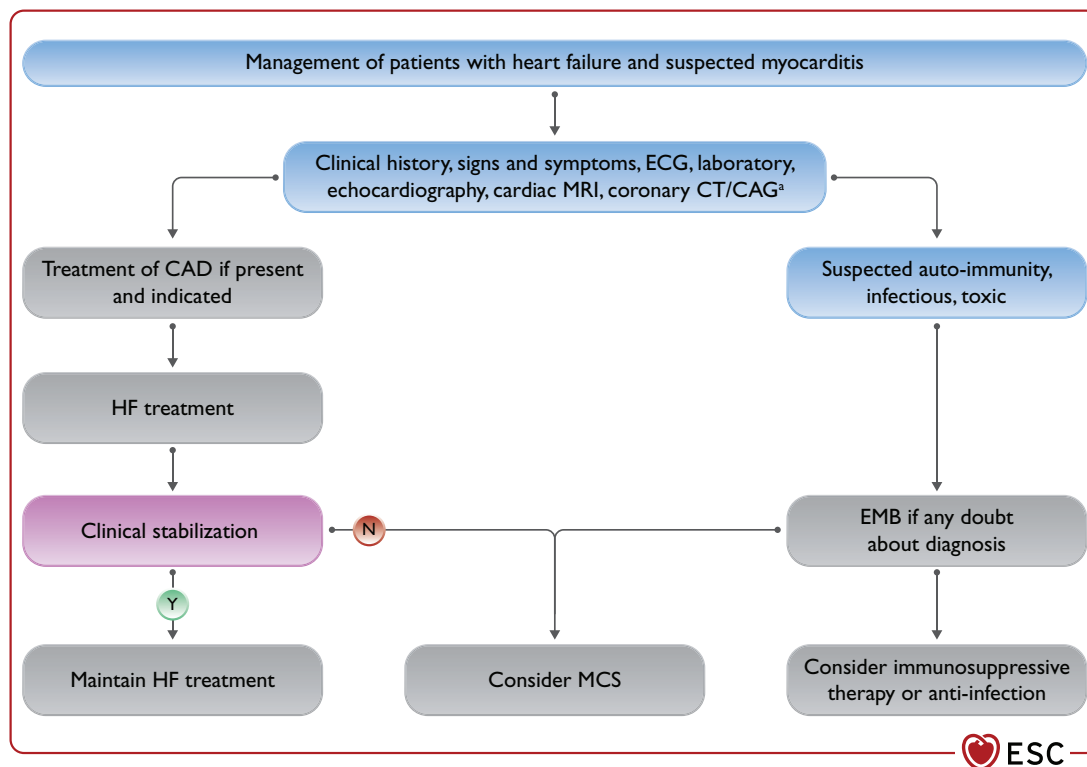 Management of patients with heart failure and suspected myocarditis
Clinical history, signs and symptoms, ECG, laboratory,
echocardiography, cardiac MRI, coronary CT/CAGᵃ
Treatment of CAD if present
and indicated
Suspected auto-immunity,
infectious, toxic
HF treatment
Clinical stabilization
N
EMB if any doubt
about diagnosis
Y
Maintain HF treatment
Consider MCS
Consider immunosuppressive
therapy or anti-infection
ESC